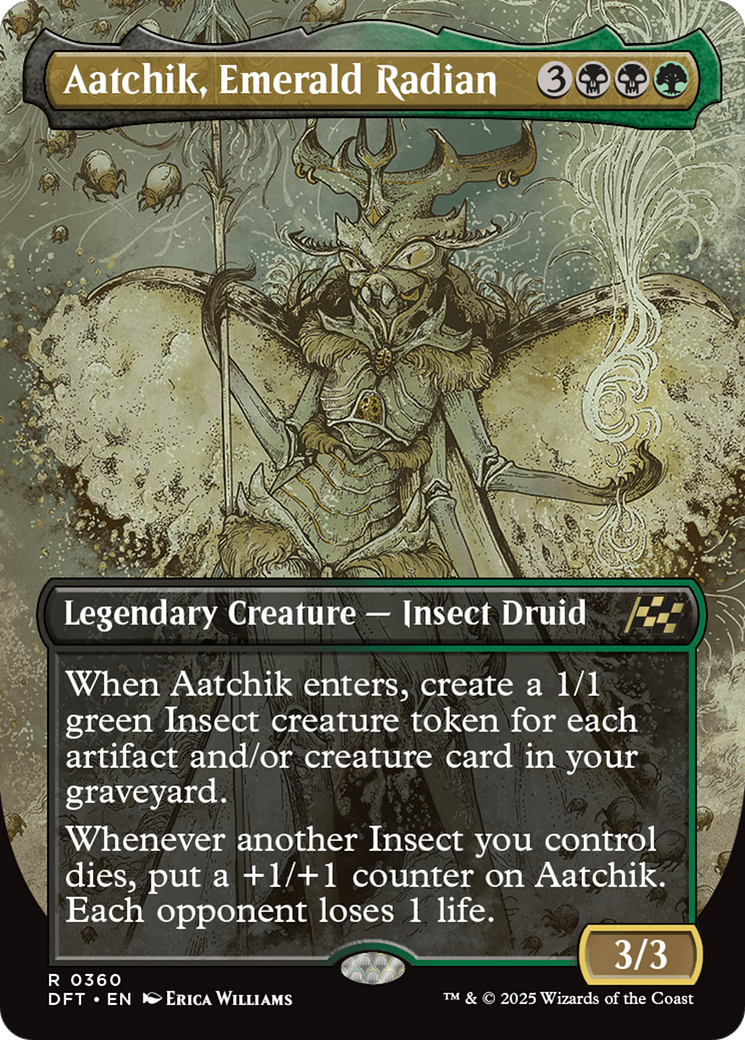 Aatchik, Emerald Radian 3
Legendary Creature — Insect Druid
When Aatchik enters, create a 1/1
green Insect creature token for each
artifact and/or creature card in your
graveyard.
Whenever another Insect you control
dies, put a +1/+1 counter on Aatchik.
Each opponent loses 1 life.
3/3
R 0360
DFT • EN Erica Williams
™ & © 2025 Wizards of the Coast